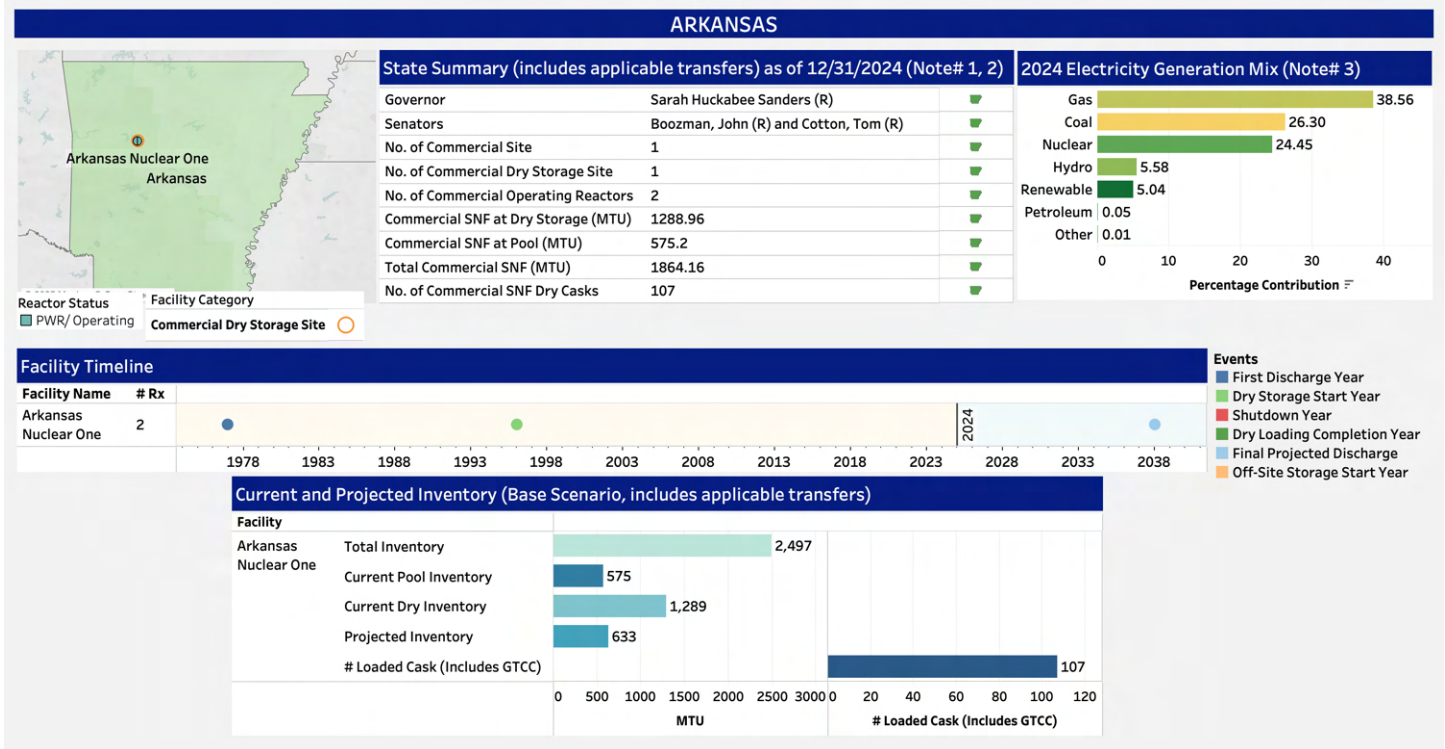 ARKANSAS
Arkansas Nuclear One
Arkansas
Reactor Status
PWR/ Operating
Facility Category
Commercial Dry Storage Site
State Summary (includes applicable transfers) as of 12/31/2024 (Note# 1, 2)
Governor Sarah Huckabee Sanders (R)
Senators Boozman, John (R) and Cotton, Tom (R)
No. of Commercial Site 1
No. of Commercial Dry Storage Site 1
No. of Commercial Operating Reactors 2
Commercial SNF at Dry Storage (MTU) 1288.96
Commercial SNF at Pool (MTU) 575.2
Total Commercial SNF (MTU) 1864.16
No. of Commercial SNF Dry Casks 107
2024 Electricity Generation Mix (Note# 3)
Gas 38.56
Coal 26.30
Nuclear 24.45
Hydro 5.58
Renewable 5.04
Petroleum 0.05
Other 0.01
0 10 20 30 40
Percentage Contribution
Facility Timeline
Facility Name # Rx
Arkansas
Nuclear One
2
2024
1978 1983 1988 1993 1998 2003 2008 2013 2018 2028 2033 2038
Events
First Discharge Year
Dry Storage Start Year
Shutdown Year
Dry Loading Completion Year
Final Projected Discharge
Off-Site Storage Start Year
Current and Projected Inventory (Base Scenario, includes applicable transfers)
Facility
Arkansas
Nuclear One
Total Inventory 2,497
Current Pool Inventory 575
Current Dry Inventory 1,289
Projected Inventory 633
# Loaded Cask (Includes GTCC) 107
0 500 1000 1500 2000 2500 3000
MTU
0 20 40 60 80 100 120
# Loaded Cask (Includes GTCC)